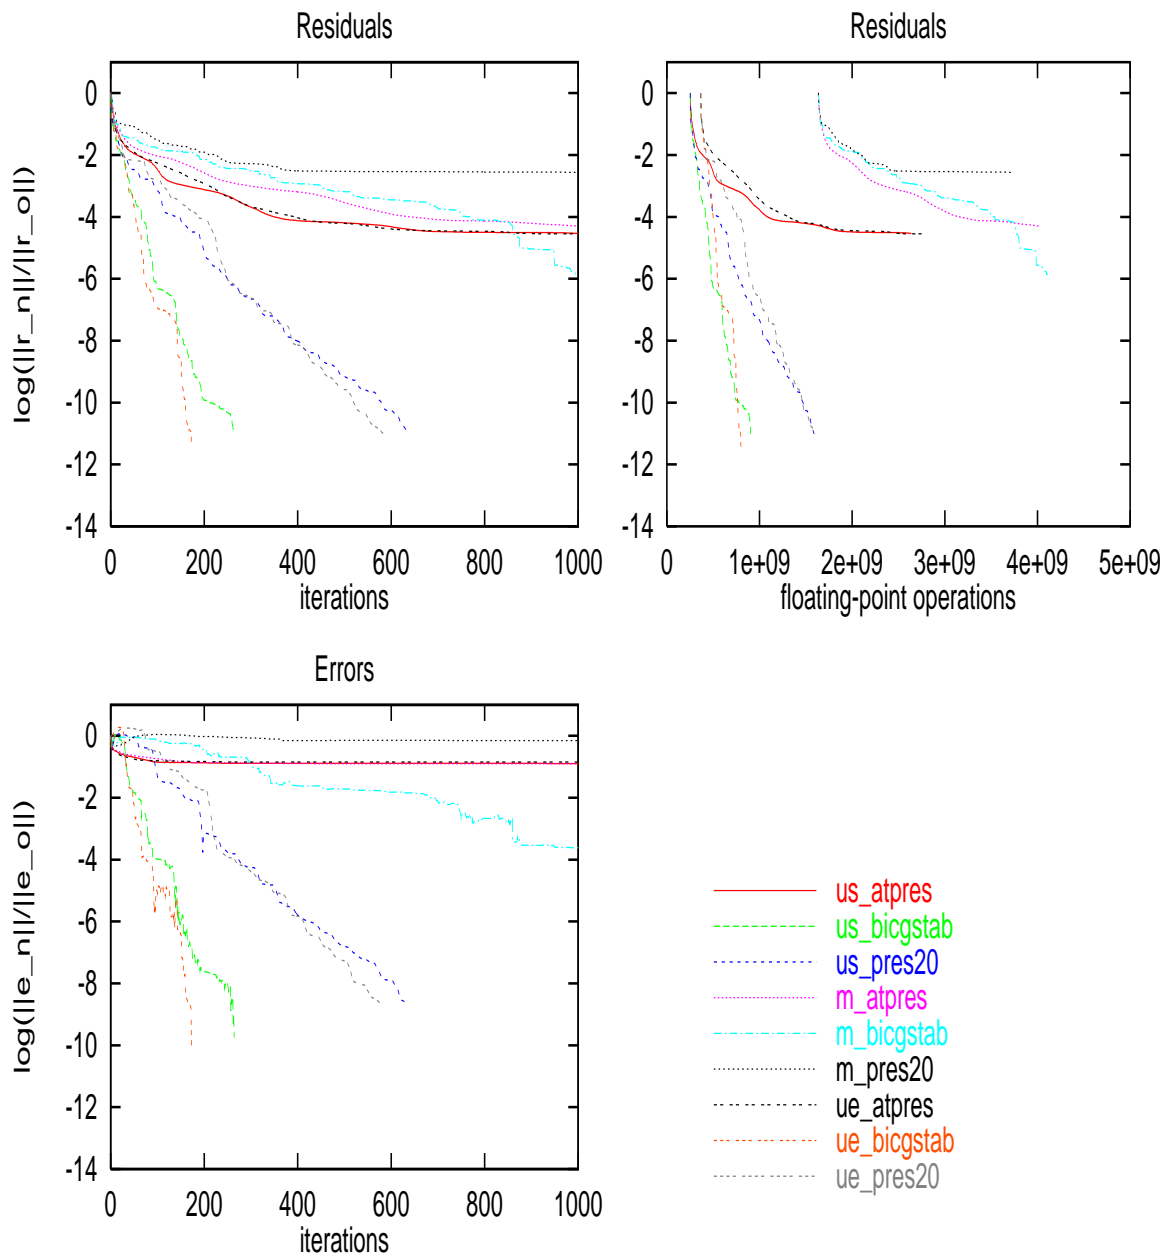 Residuals
log(||r_n||/||r_o||)
0
-2
-4
-6
-8
-10
-12
-14
0 200 400 600 800 1000
iterations
Residuals
0
-2
-4
-6
-8
-10
-12
-14
0 1e+09 2e+09 3e+09 4e+09 5e+09
floating-point operations
Errors
log(||e_n||/||e_o||)
0
-2
-4
-6
-8
-10
-12
-14
0 200 400 600 800 1000
iterations
us_atpres
us_bicgstab
us_pres20
m_atpres
m_bicgstab
m_pres20
ue_atpres
ue_bicgstab
ue_pres20